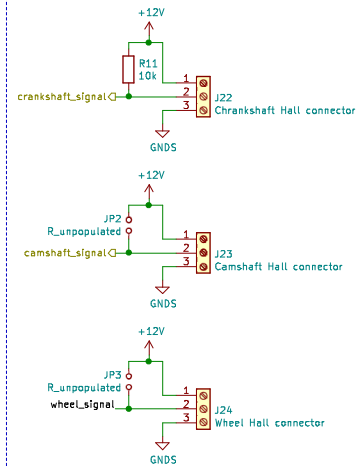 +12V
R11
10k
1
crankshaft_signal
2
J22
3
Chrankshaft Hall connector
GNDS
+12V
JP2
R_unpopulated
1
camshaft_signal
2
J23
3
Camshaft Hall connector
GNDS
+12V
JP3
R_unpopulated
1
wheel_signal
2
J24
3
Wheel Hall connector
GNDS